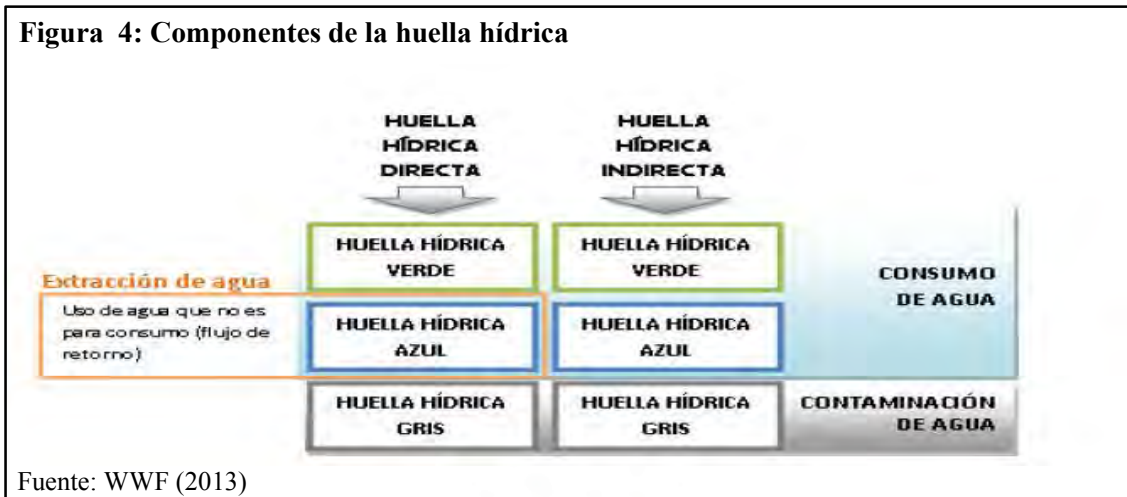 Figura 4: Componentes de la huella hídrica
HUELLA
HÍDRICA
DIRECTA
HUELLA
HÍDRICA
INDIRECTA
HUELLA HÍDRICA
VERDE
HUELLA HÍDRICA
VERDE
CONSUMO
DE AGUA
Extracción de agua
Uso de agua que no es
para consumo (flujo de
retorno)
HUELLA HÍDRICA
AZUL
HUELLA HÍDRICA
AZUL
HUELLA HÍDRICA
GRIS
HUELLA HÍDRICA
GRIS
CONTAMINACIÓN
DE AGUA
Fuente: WWF (2013)